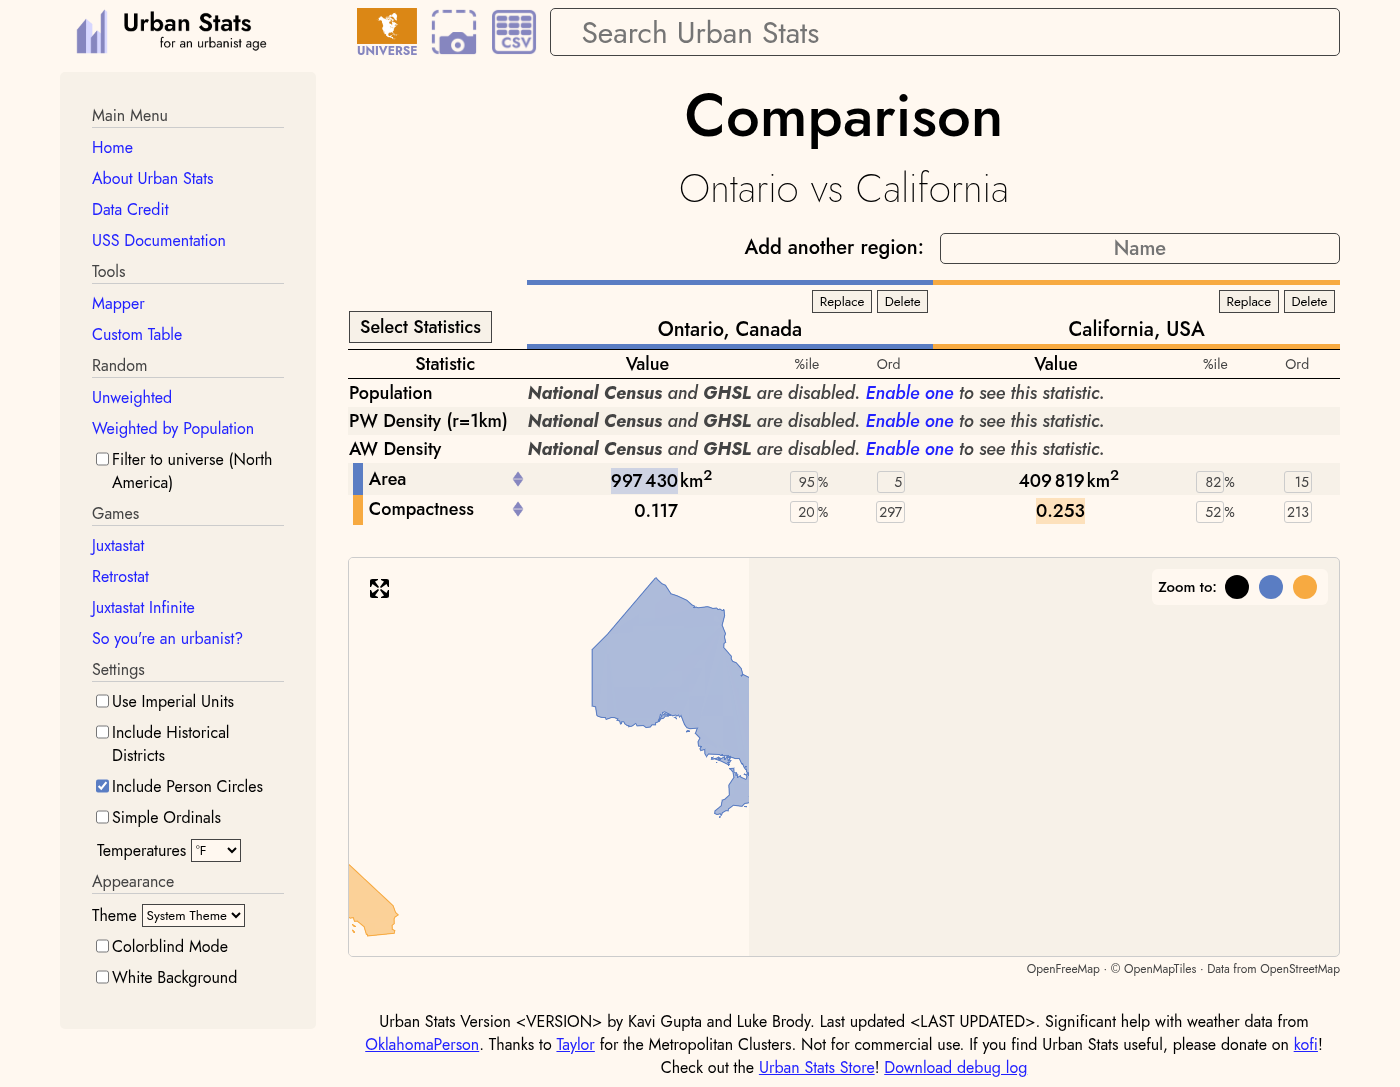 Urban Stats
for an urbanist age
UNIVERSE
CSV
Search Urban Stats
Main Menu
Home
About Urban Stats
Data Credit
USS Documentation
Tools
Mapper
Custom Table
Random
Unweighted
Weighted by Population
Filter to universe (North
America)
Games
Juxtastat
Retrostat
Juxtastat Infinite
So you're an urbanist?
Settings
Use Imperial Units
Include Historical
Districts
Include Person Circles
Simple Ordinals
Temperatures °F
Appearance
Theme System Theme
Colorblind Mode
White Background
Comparison
Ontario vs California
Add another region: Name
Replace Delete Replace Delete
Select Statistics Ontario, Canada California, USA
Statistic Value %ile Ord Value %ile Ord
Population National Census and GHSL are disabled. Enable one to see this statistic.
PW Density (r=1km) National Census and GHSL are disabled. Enable one to see this statistic.
AW Density National Census and GHSL are disabled. Enable one to see this statistic.
Area 997 430 km² 95% 5 409 819 km² 82% 15
Compactness 0.117 20% 297 0.253 52% 213
Zoom to:
OpenFreeMap · © OpenMapTiles · Data from OpenStreetMap
Urban Stats Version <VERSION> by Kavi Gupta and Luke Brody. Last updated <LAST UPDATED>. Significant help with weather data from
OklahomaPerson. Thanks to Taylor for the Metropolitan Clusters. Not for commercial use. If you find Urban Stats useful, please donate on kofi!
Check out the Urban Stats Store! Download debug log